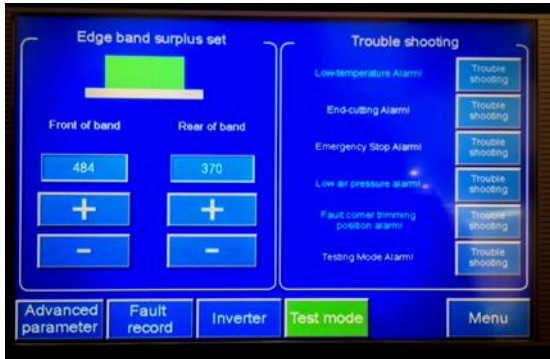 Edge band surplus set
Front of band
Rear of band
484
370
+
+
-
-
Trouble shooting
Low-temperature Alarm!
Trouble
shooting
End-cutting Alarm!
Trouble
shooting
Emergency Stop Alarm!
Trouble
shooting
Low air pressure alarm!
Trouble
shooting
Fault corner trimming
position alarm!
Trouble
shooting
Testing Mode Alarm!
Trouble
shooting
Advanced
parameter
Fault
record
Inverter
Test mode
Menu